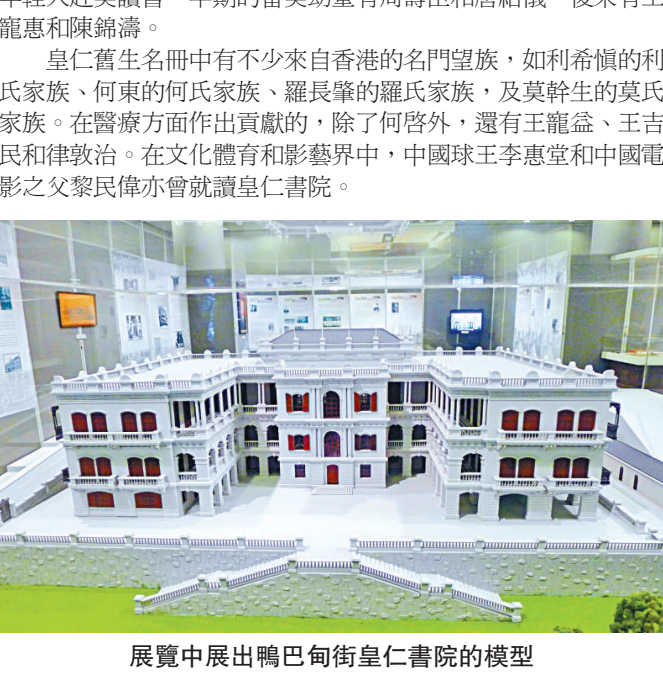 寵惠和陳錦濤。
皇仁舊生名冊中有不少來自香港的名門望族，如利希慎的利
氏家族、何東的何氏家族、羅長肇的羅氏家族，及莫幹生的莫氏
家族。在醫療方面作出貢獻的，除了何啓外，還有王寵益、王吉
民和律敦治。在文化體育和影藝界中，中國球王李惠堂和中國電
影之父黎民偉亦曾就讀皇仁書院。
展覽中展出鴨巴甸街皇仁書院的模型